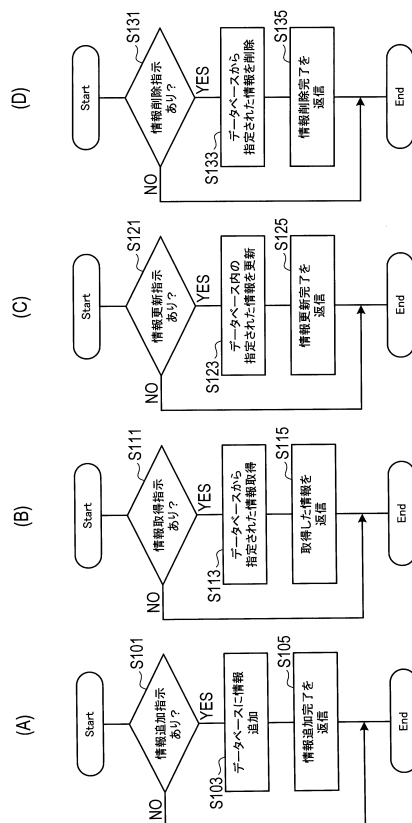 (A)
Start
情報追加指示
あり?
S101
NO
YES
S103
データベースに情報
追加
S105
情報追加完了を
返信
End
(B)
Start
情報取得指示
あり?
S111
NO
YES
S113
データベースから
指定された情報取得
S115
取得した情報を
返信
End
(C)
Start
情報更新指示
あり?
S121
NO
YES
S123
データベース内の
指定された情報を更新
S125
情報更新完了を
返信
End
(D)
Start
情報削除指示
あり?
S131
NO
YES
S133
データベースから
指定された情報を削除
S135
情報削除完了を
返信
End